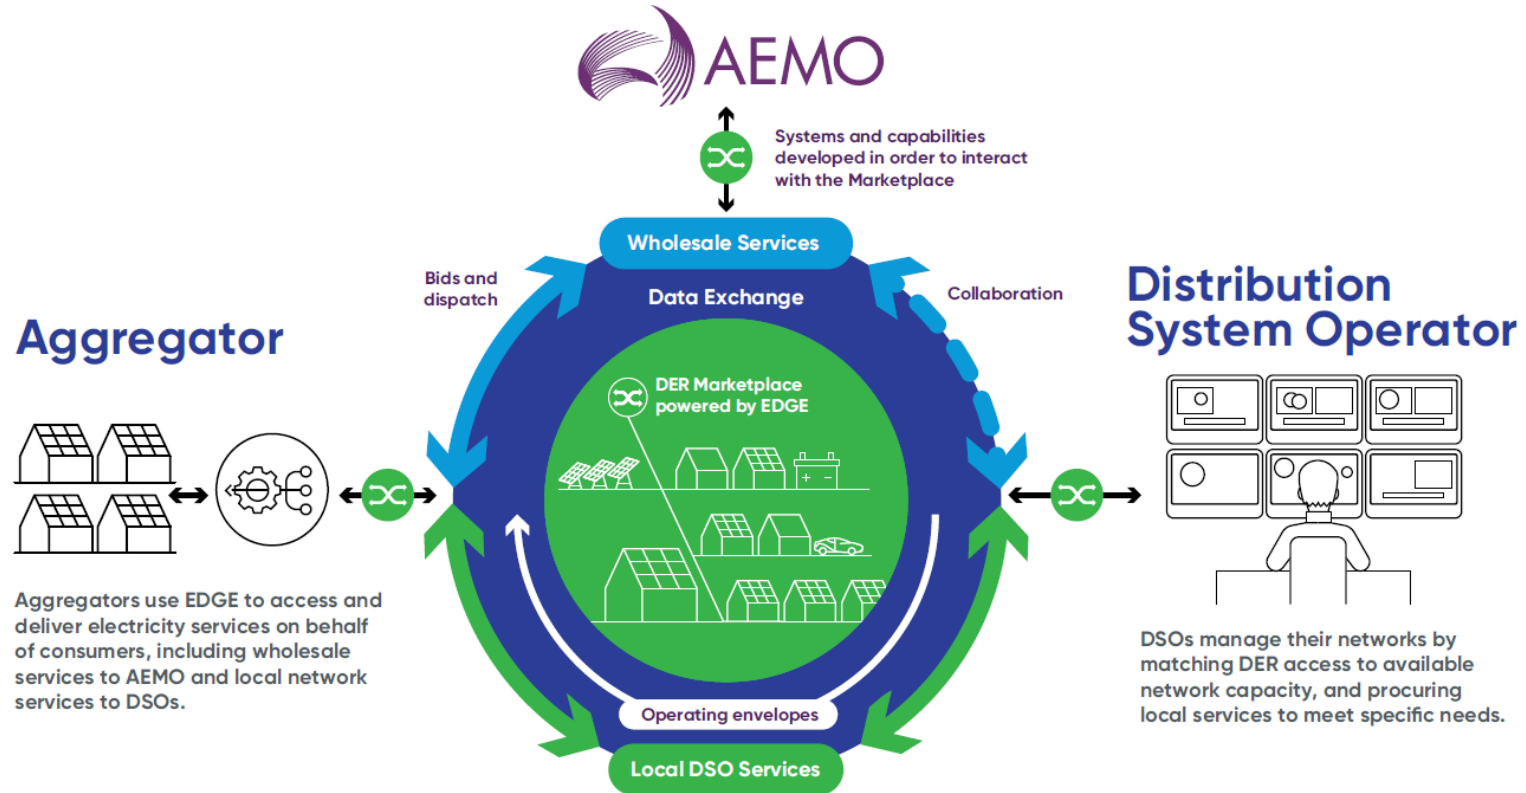 AEMO
Systems and capabilities
developed in order to interact
with the Marketplace
Wholesale Services
Bids and
dispatch
Data Exchange
Collaboration
Aggregator
Distribution
System Operator
DER Marketplace
powered by EDGE
Aggregators use EDGE to access and
deliver electricity services on behalf
of consumers, including wholesale
services to AEMO and local network
services to DSOs.
DSOs manage their networks by
matching DER access to available
network capacity, and procuring
local services to meet specific needs.
Operating envelopes
Local DSO Services